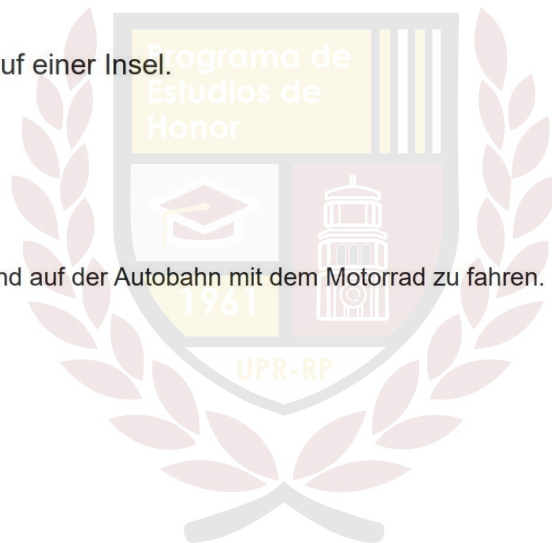 uf einer Insel.
Programa de
Estudios de
Honor
nd auf der Autobahn mit dem Motorrad zu fahren.
1961
UPR-RP